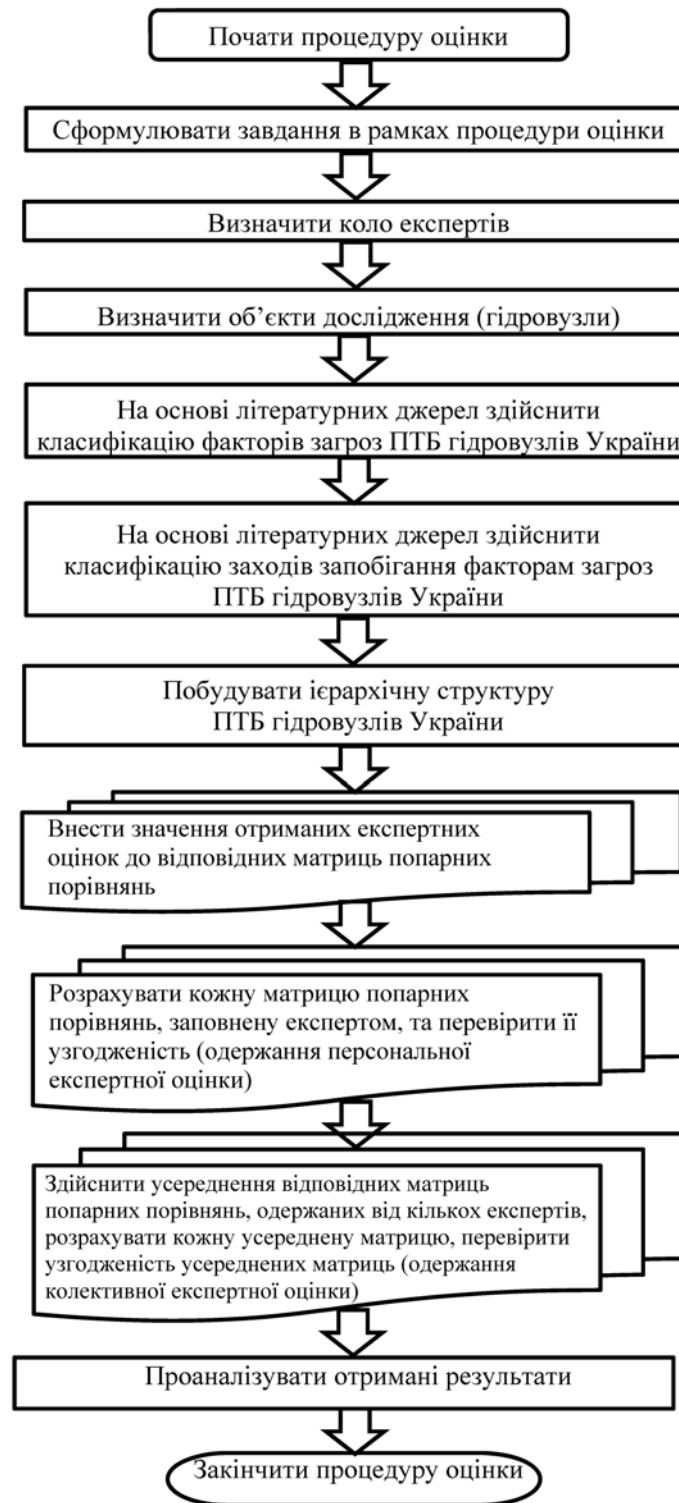 Почати процедуру оцінки
Сформулювати завдання в рамках процедури оцінки
Визначити коло експертів
Визначити об’єкти дослідження (гідровузли)
На основі літературних джерел здійснити
класифікацію факторів загроз ПТБ гідровузлів України
На основі літературних джерел здійснити
класифікацію заходів запобігання факторам загроз
ПТБ гідровузлів України
Побудувати ієрархічну структуру
ПТБ гідровузлів України
Внести значення отриманих експертних
оцінок до відповідних матриць попарних
порівнянь
Розрахувати кожну матрицю попарних
порівнянь, заповнену експертом, та перевірити її
узгодженість (одержання персональної
експертної оцінки)
Здійснити усереднення відповідних матриць
попарних порівнянь, одержаних від кількох експертів,
розрахувати кожну усереднену матрицю, перевірити
узгодженість усереднених матриць (одержання
колективної експертної оцінки)
Проаналізувати отримані результати
Закінчити процедуру оцінки